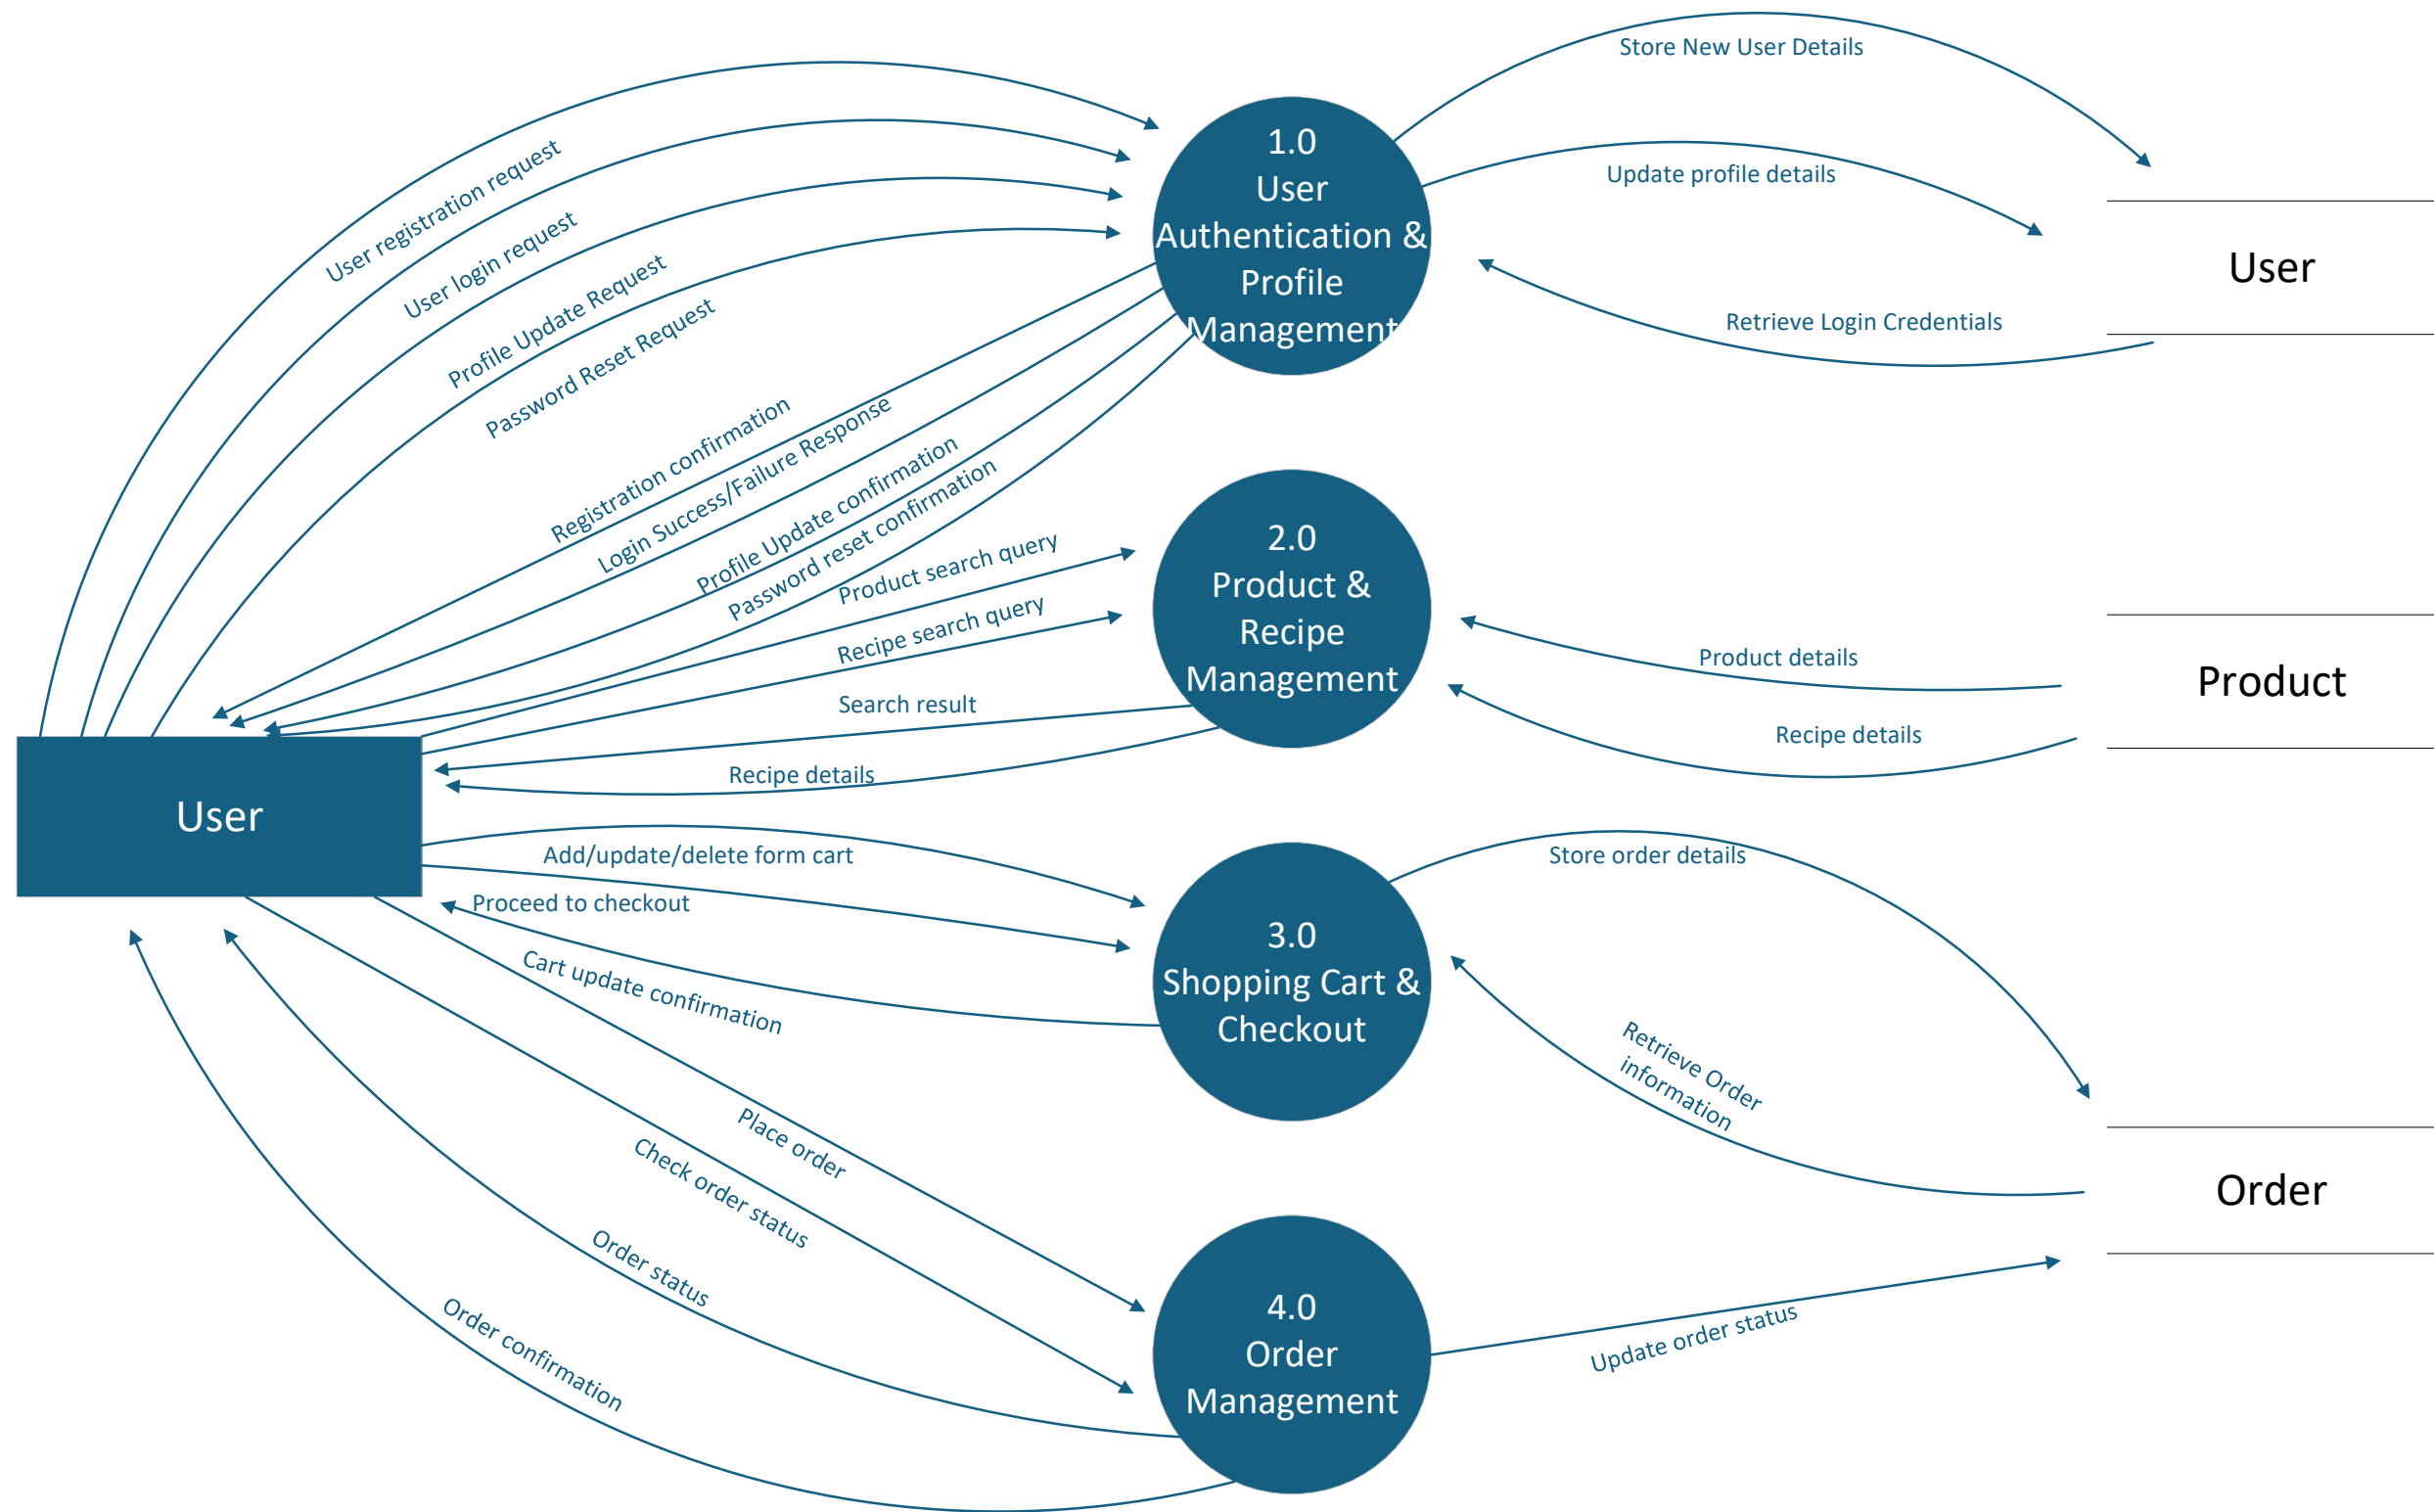 Store New User Details
User registration request
User login request
Profile Update Request
Password Reset Request
1.0
User
Authentication &
Profile
Management
Update profile details
User
Retrieve Login Credentials
Registration confirmation
Login Success/Failure Response
Profile Update confirmation
Password reset confirmation
Product search query
Recipe search query
Search result
Recipe details
2.0
Product &
Recipe
Management
Product details
Recipe details
Product
User
Add/update/delete form cart
Proceed to checkout
Cart update confirmation
3.0
Shopping Cart &
Checkout
Store order details
Retrieve Order
information
Order
Place order
Check order status
Order status
Order confirmation
4.0
Order
Management
Update order status